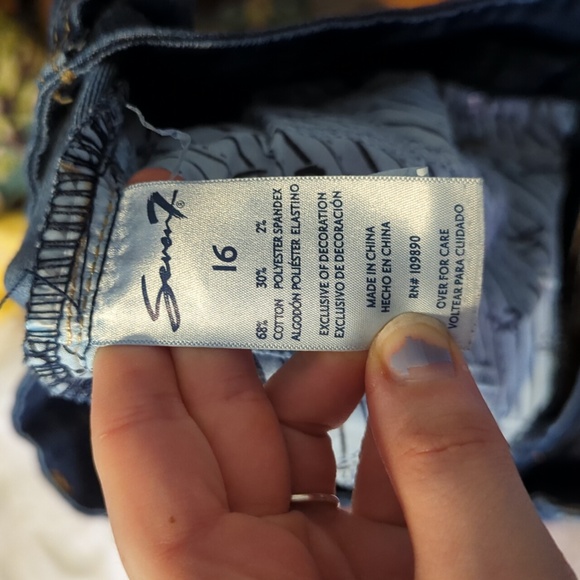 Seven7®
16
68% 30% 2%
COTTON POLYESTER SPANDEX
ALGODÓN POLIÉSTER ELASTINO
EXCLUSIVE OF DECORATION
EXCLUSIVO DE DECORACIÓN
MADE IN CHINA
HECHO EN CHINA
RN# 109890
OVER FOR CARE
VOLTEAR PARA CUIDADO